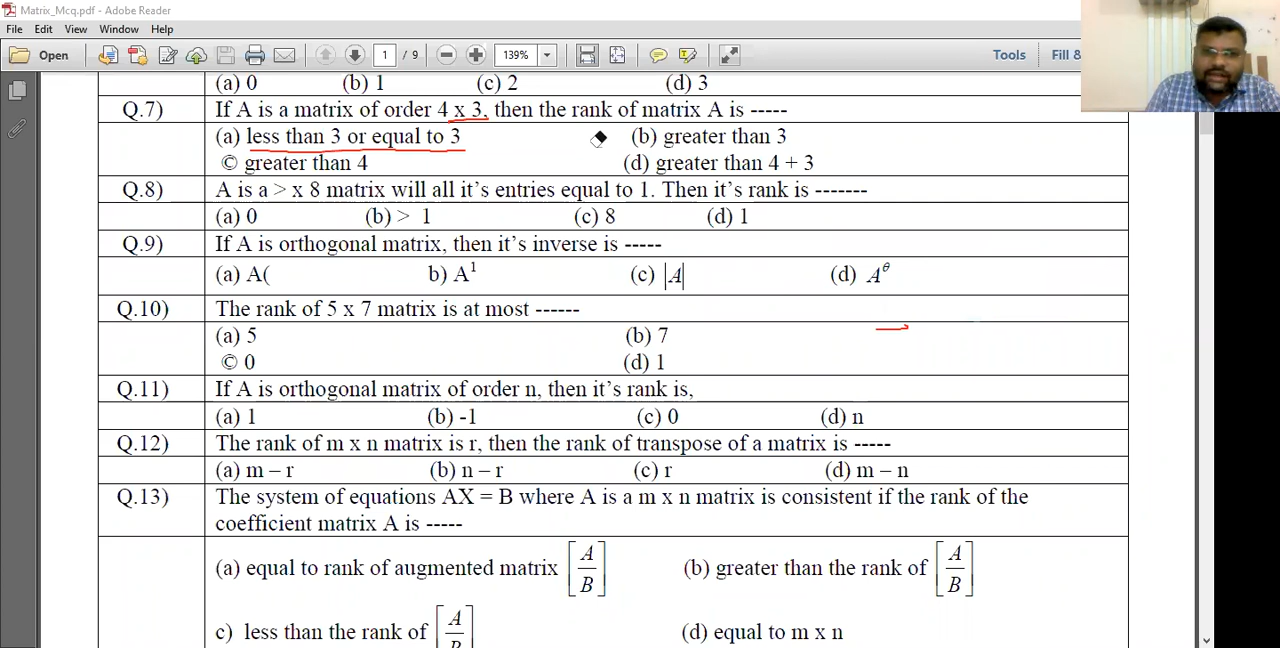 Matrix_Mcq.pdf - Adobe Reader
File Edit View Window Help
Open 1 / 9 139% Tools Fill &
(a) 0 (b) 1 (c) 2 (d) 3
Q.7) If A is a matrix of order 4 x 3, then the rank of matrix A is -----
(a) less than 3 or equal to 3 (b) greater than 3
© greater than 4 (d) greater than 4 + 3
Q.8) A is a > x 8 matrix will all it's entries equal to 1. Then it's rank is -------
(a) 0 (b) > 1 (c) 8 (d) 1
Q.9) If A is orthogonal matrix, then it's inverse is -----
(a) A( b) A¹ (c) |A| (d) A^θ
Q.10) The rank of 5 x 7 matrix is at most ------
(a) 5 (b) 7
© 0 (d) 1
Q.11) If A is orthogonal matrix of order n, then it's rank is,
(a) 1 (b) -1 (c) 0 (d) n
Q.12) The rank of m x n matrix is r, then the rank of transpose of a matrix is -----
(a) m – r (b) n – r (c) r (d) m – n
Q.13) The system of equations AX = B where A is a m x n matrix is consistent if the rank of the
coefficient matrix A is -----
(a) equal to rank of augmented matrix [A/B] (b) greater than the rank of [A/B]
c) less than the rank of [A/B] (d) equal to m x n